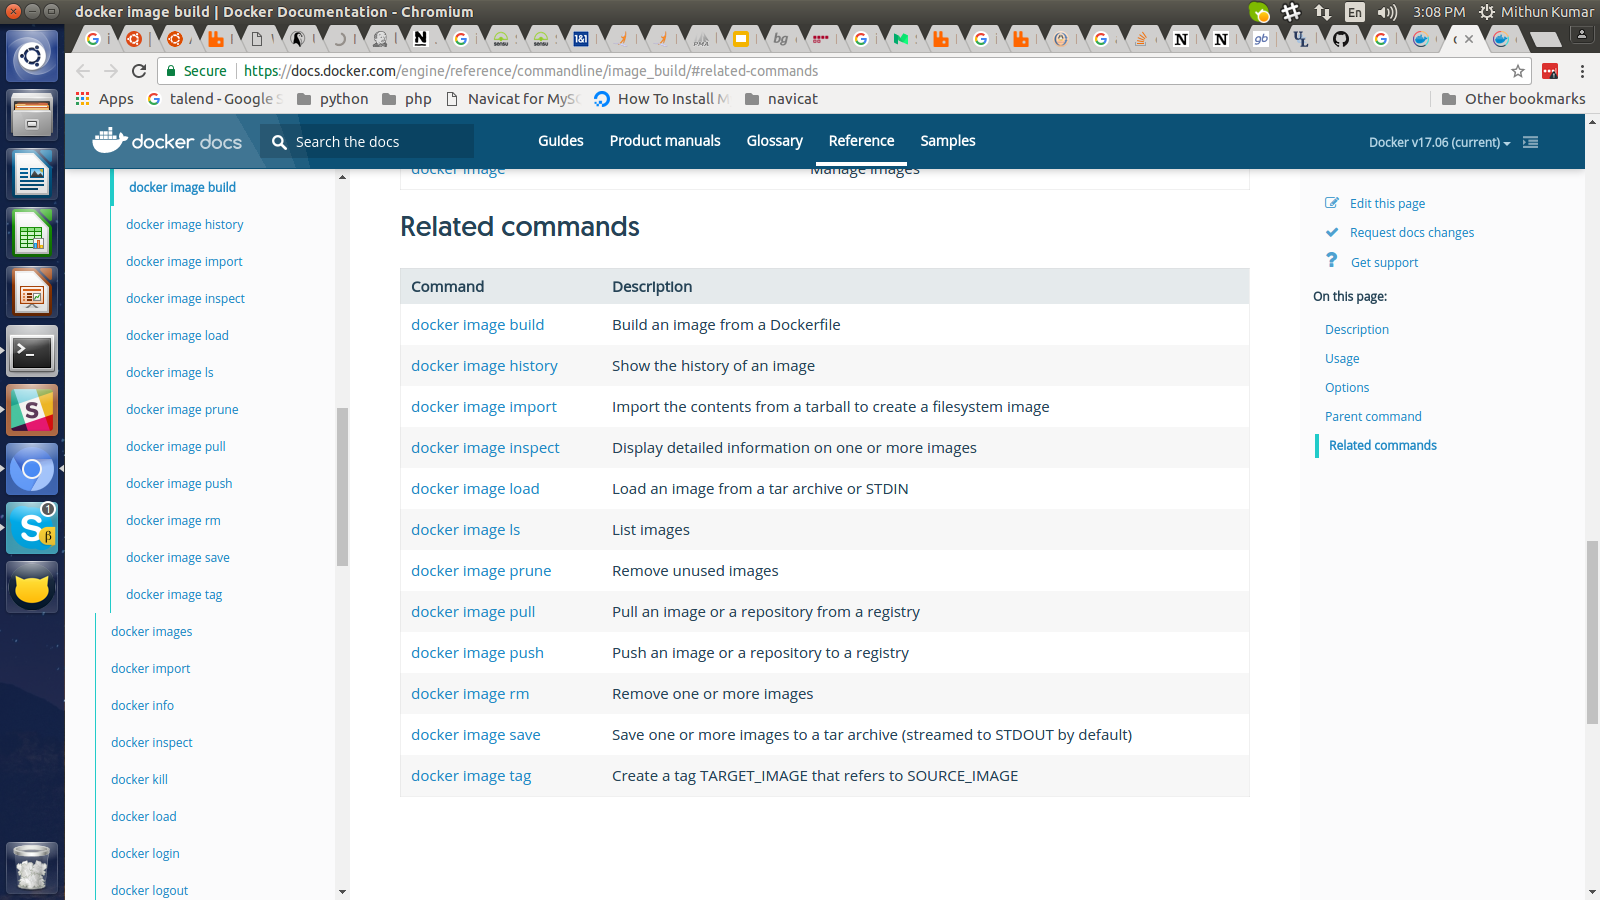 docker image build | Docker Documentation - Chromium
En
3:08 PM
Mithun Kumar
Secure
https://docs.docker.com/engine/reference/commandline/image_build/#related-commands
Apps
talend - Google S
python
php
Navicat for MySQ
How To Install M
navicat
Other bookmarks
docker docs
Search the docs
Guides
Product manuals
Glossary
Reference
Samples
Docker v17.06 (current)
docker image build
docker image history
docker image import
docker image inspect
docker image load
docker image ls
docker image prune
docker image pull
docker image push
docker image rm
docker image save
docker image tag
docker images
docker import
docker info
docker inspect
docker kill
docker load
docker login
docker logout
docker image
Manage images
Related commands
Command Description
docker image build Build an image from a Dockerfile
docker image history Show the history of an image
docker image import Import the contents from a tarball to create a filesystem image
docker image inspect Display detailed information on one or more images
docker image load Load an image from a tar archive or STDIN
docker image ls List images
docker image prune Remove unused images
docker image pull Pull an image or a repository from a registry
docker image push Push an image or a repository to a registry
docker image rm Remove one or more images
docker image save Save one or more images to a tar archive (streamed to STDOUT by default)
docker image tag Create a tag TARGET_IMAGE that refers to SOURCE_IMAGE
Edit this page
Request docs changes
Get support
On this page:
Description
Usage
Options
Parent command
Related commands